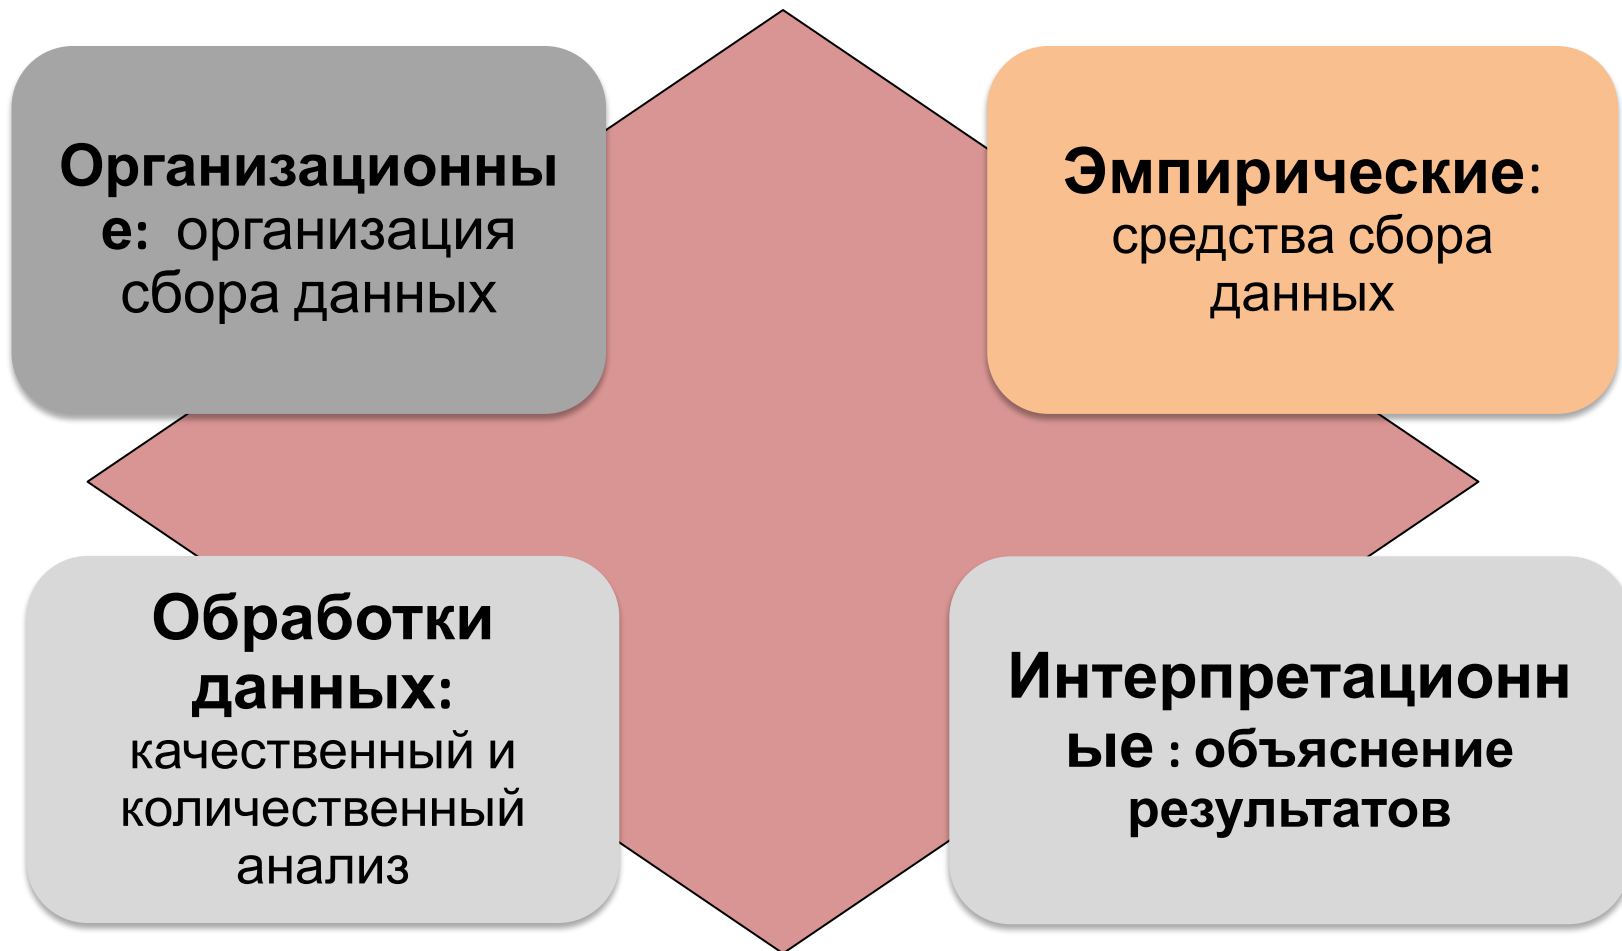 Организационны
е: организация
сбора данных
Эмпирические:
средства сбора
данных
Обработки
данных:
качественный и
количественный
анализ
Интерпретационн
ые : объяснение
результатов